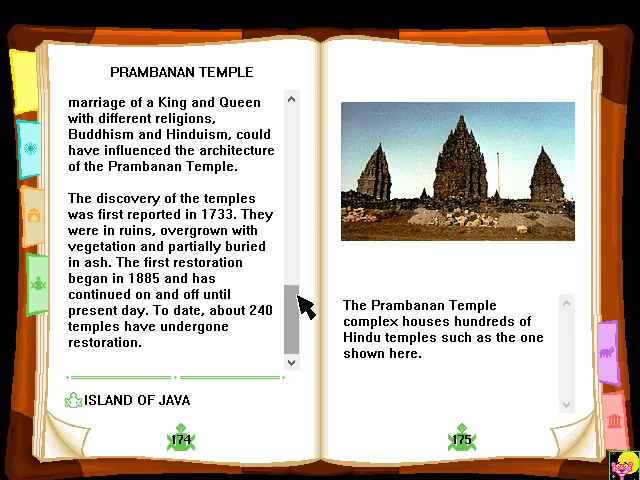 PRAMBANAN TEMPLE
marriage of a King and Queen
with different religions,
Buddhism and Hinduism, could
have influenced the architecture
of the Prambanan Temple.
The discovery of the temples
was first reported in 1733. They
were in ruins, overgrown with
vegetation and partially buried
in ash. The first restoration
began in 1885 and has
continued on and off until
present day. To date, about 240
temples have undergone
restoration.
ISLAND OF JAVA
174
The Prambanan Temple
complex houses hundreds of
Hindu temples such as the one
shown here.
175